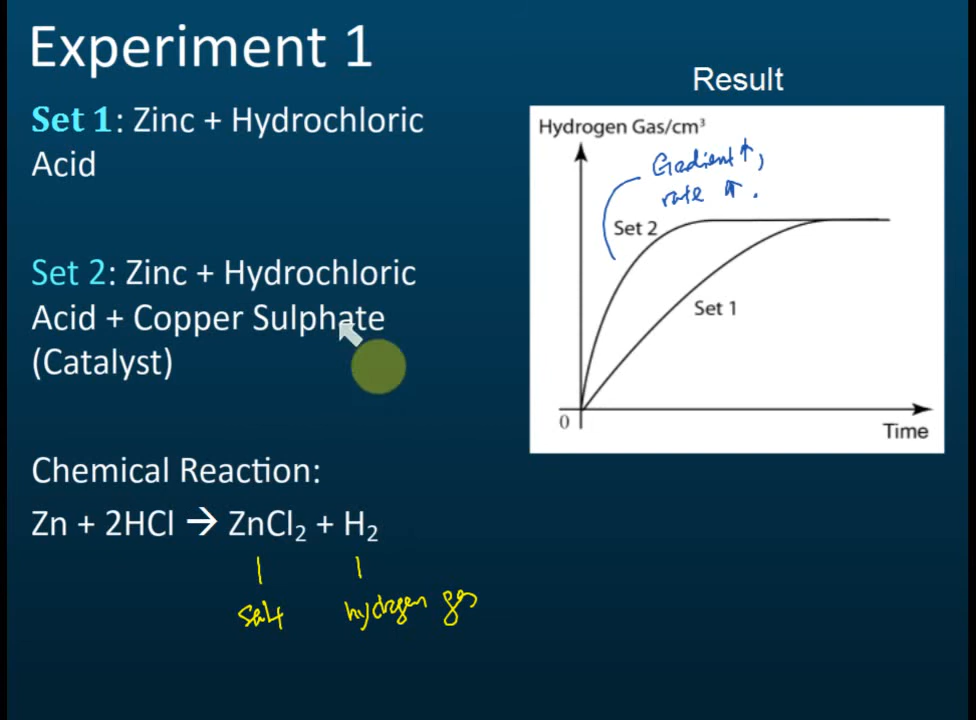 Experiment 1
Set 1: Zinc + Hydrochloric
Acid
Set 2: Zinc + Hydrochloric
Acid + Copper Sulphate
(Catalyst)
Chemical Reaction:
Zn + 2HCl → ZnCl₂ + H₂
salt
hydrogen gas
Result
Hydrogen Gas/cm³
Gradient ↑,
rate ↑.
Set 2
Set 1
0
Time